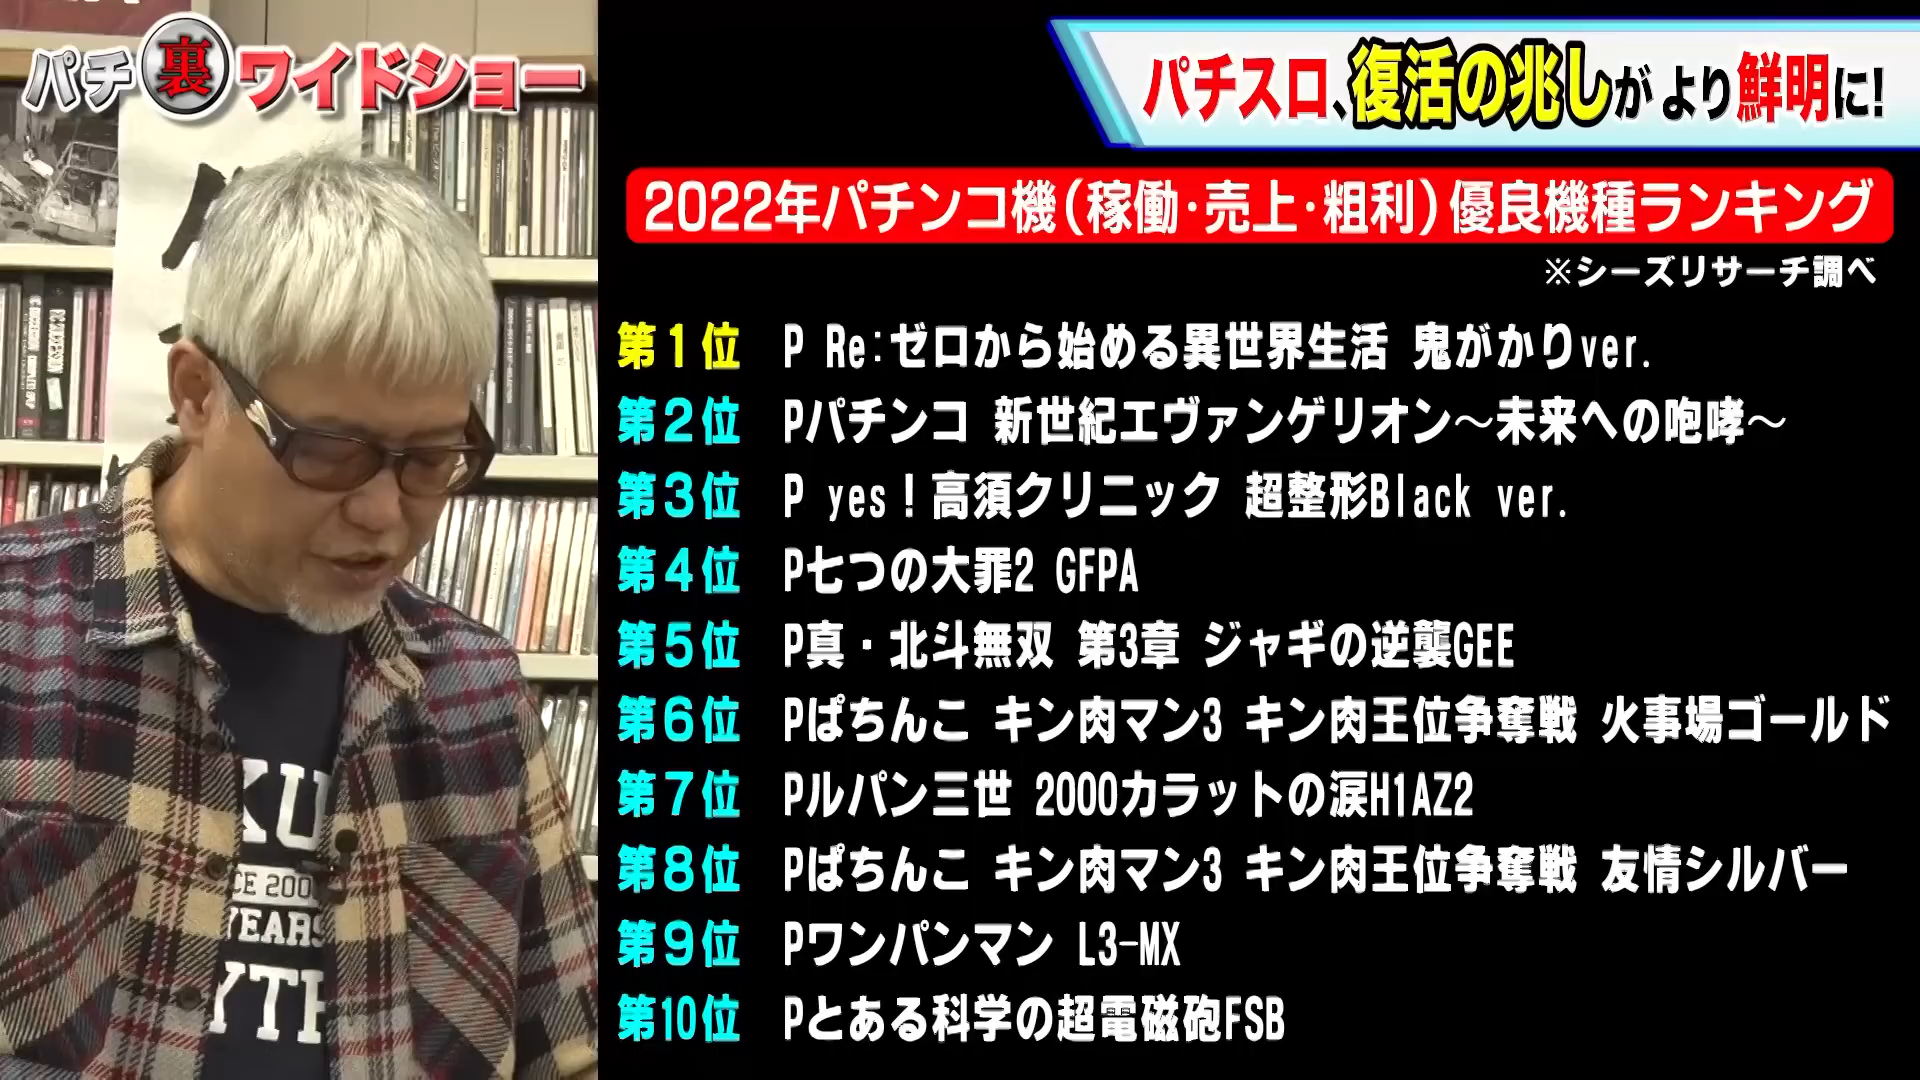 パチ裏ワイドショー
パチスロ、復活の兆しがより鮮明に!
2022年パチンコ機(稼働・売上・粗利)優良機種ランキング
※シーズリサーチ調べ
第1位 P Re:ゼロから始める異世界生活 鬼がかりver.
第2位 Pパチンコ 新世紀エヴァンゲリオン〜未来への咆哮〜
第3位 P yes!高須クリニック 超整形Black ver.
第4位 P七つの大罪2 GFPA
第5位 P真・北斗無双 第3章 ジャギの逆襲GEE
第6位 Pぱちんこ キン肉マン3 キン肉王位争奪戦 火事場ゴールド
第7位 Pルパン三世 2000カラットの涙H1AZ2
第8位 Pぱちんこ キン肉マン3 キン肉王位争奪戦 友情シルバー
第9位 Pワンパンマン L3-MX
第10位 Pとある科学の超電磁砲FSB
KU
CE 200
YEARS
YTH